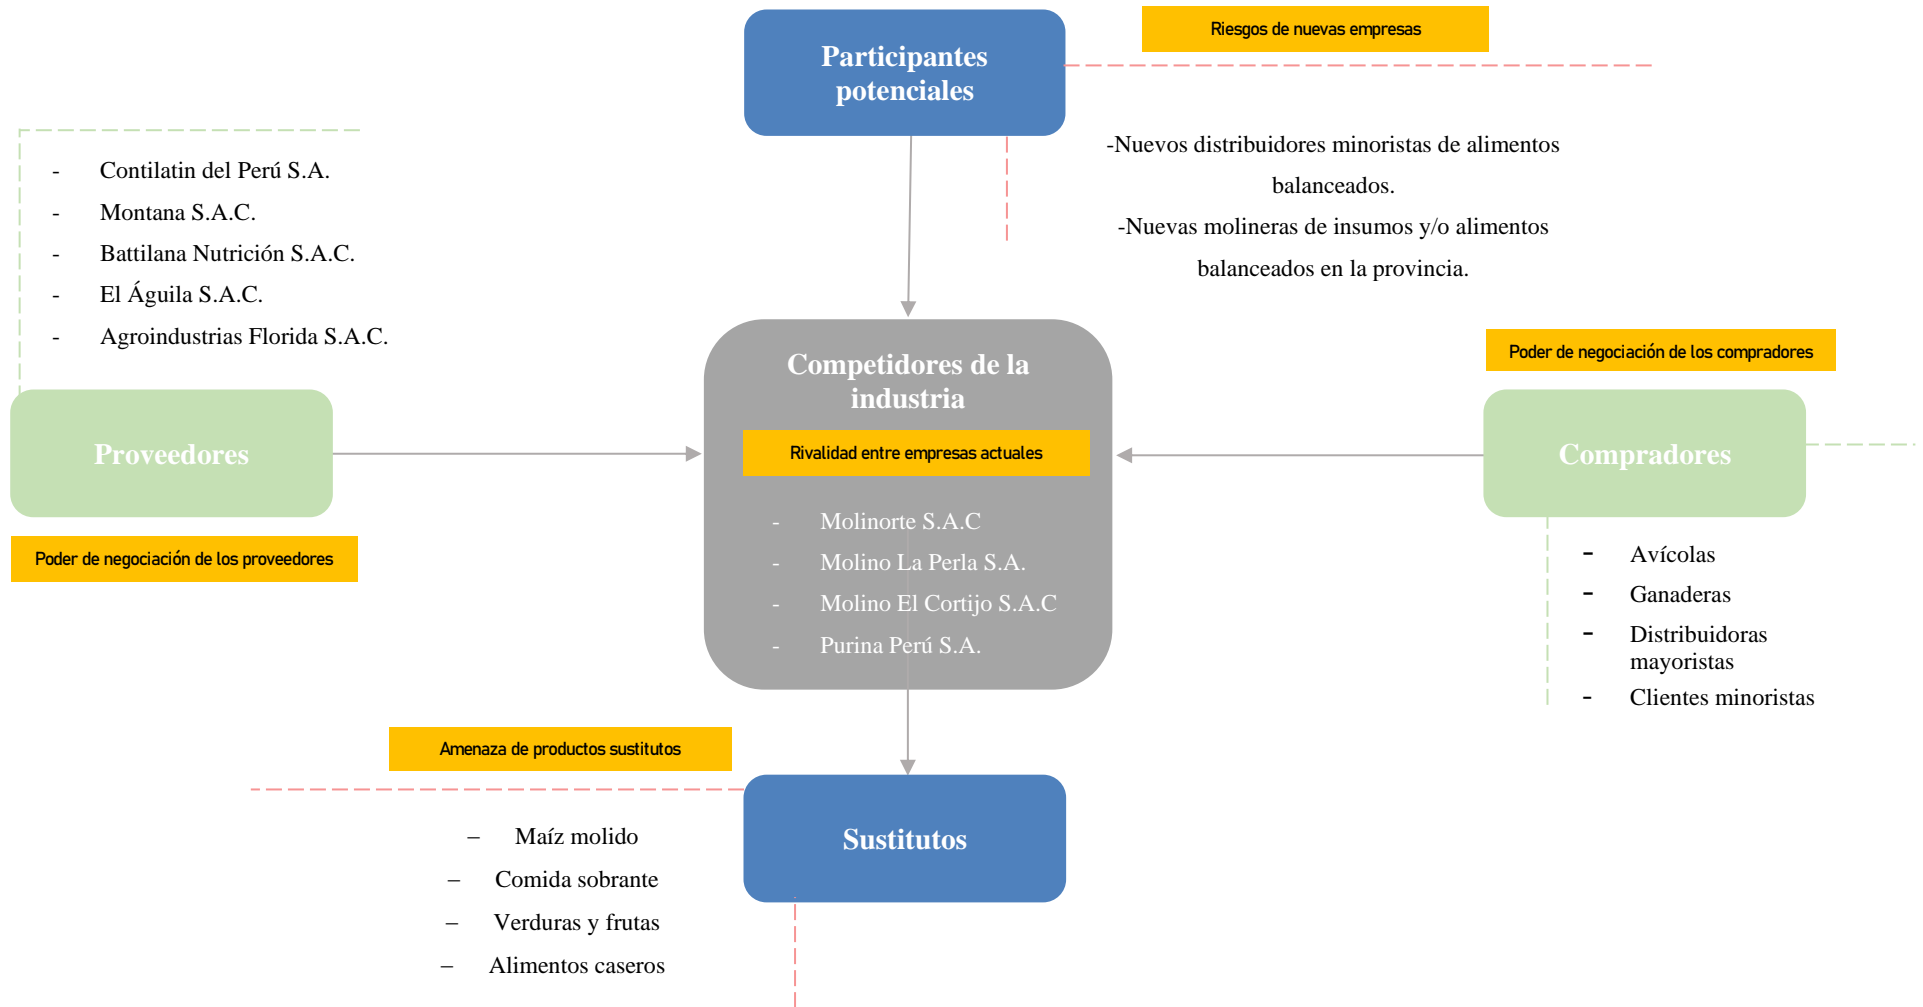 Participantes
potenciales
Riesgos de nuevas empresas
-Nuevos distribuidores minoristas de alimentos
balanceados.
-Nuevas molineras de insumos y/o alimentos
balanceados en la provincia.
- Contilatin del Perú S.A.
- Montana S.A.C.
- Battilana Nutrición S.A.C.
- El Águila S.A.C.
- Agroindustrias Florida S.A.C.
Proveedores
Poder de negociación de los proveedores
Competidores de la
industria
Rivalidad entre empresas actuales
- Molinorte S.A.C
- Molino La Perla S.A.
- Molino El Cortijo S.A.C
- Purina Perú S.A.
Poder de negociación de los compradores
Compradores
- Avícolas
- Ganaderas
- Distribuidoras
mayoristas
- Clientes minoristas
Amenaza de productos sustitutos
Sustitutos
– Maíz molido
– Comida sobrante
– Verduras y frutas
– Alimentos caseros